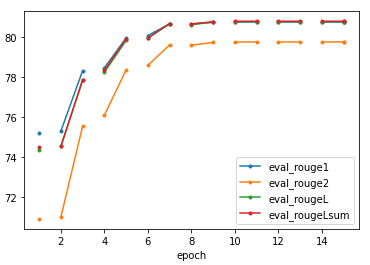 80
78
76
74
72
eval_rouge1
eval_rouge2
eval_rougeL
eval_rougeLsum
2 4 6 8 10 12 14
epoch